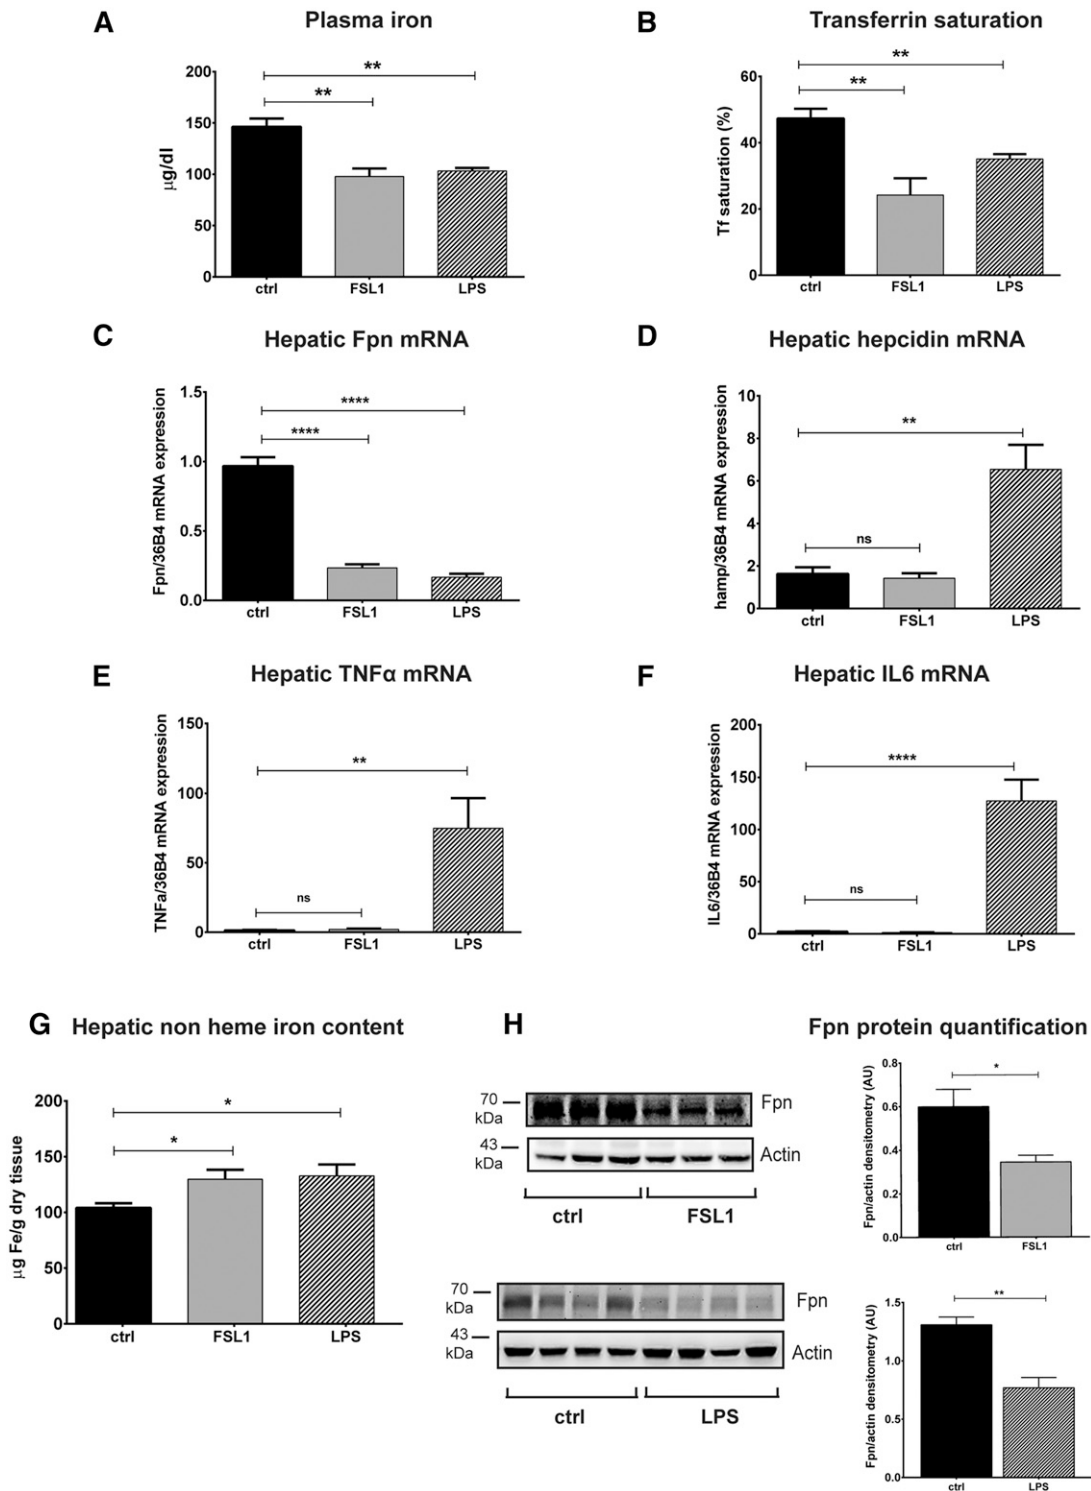 A Plasma iron
µg/dl
200
150
100
50
0
**
**
ctrl FSL1 LPS
B Transferrin saturation
Tf saturation (%)
60
40
20
0
**
**
ctrl FSL1 LPS
C Hepatic Fpn mRNA
Fpn/36B4 mRNA expression
1.5
1.0
0.5
0.0
****
****
ctrl FSL1 LPS
D Hepatic hepcidin mRNA
hamp/36B4 mRNA expression
10
8
6
4
2
0
**
ns
ctrl FSL1 LPS
E Hepatic TNFα mRNA
TNFa/36B4 mRNA expression
150
100
50
0
**
ns
ctrl FSL1 LPS
F Hepatic IL6 mRNA
IL6/36B4 mRNA expression
200
150
100
50
0
****
ns
ctrl FSL1 LPS
G Hepatic non heme iron content
µg Fe/g dry tissue
200
150
100
50
0
*
*
ctrl FSL1 LPS
H
70
kDa
Fpn
43
kDa
Actin
ctrl FSL1
70
kDa
Fpn
43
kDa
Actin
ctrl LPS
Fpn protein quantification
Fpn/actin densitometry (AU)
0.8
0.6
0.4
0.2
0.0
*
ctrl FSL1
Fpn/actin densitometry (AU)
1.5
1.0
0.5
0.0
**
ctrl LPS